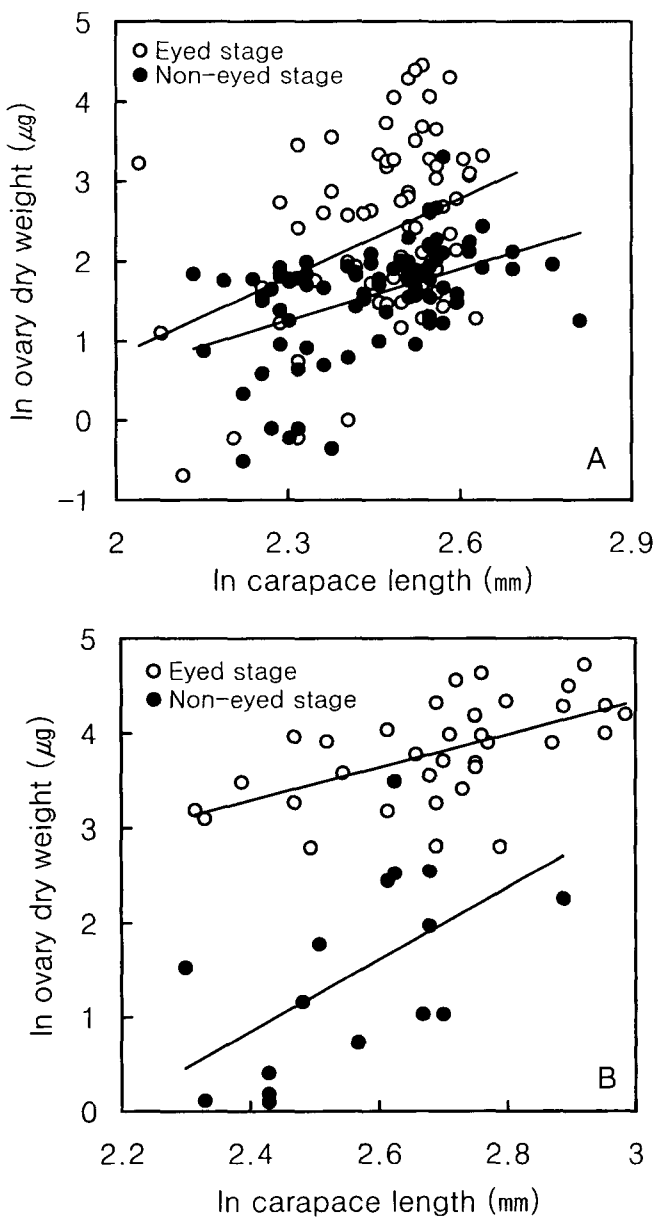 5
4
3
2
1
0
−1
○ Eyed stage
● Non-eyed stage
ln ovary dry weight (㎍)
A
2
2.3
2.6
2.9
ln carapace length (㎜)
5
4
3
2
1
0
○ Eyed stage
● Non-eyed stage
ln ovary dry weight (㎍)
B
2.2
2.4
2.6
2.8
3
ln carapace length (㎜)